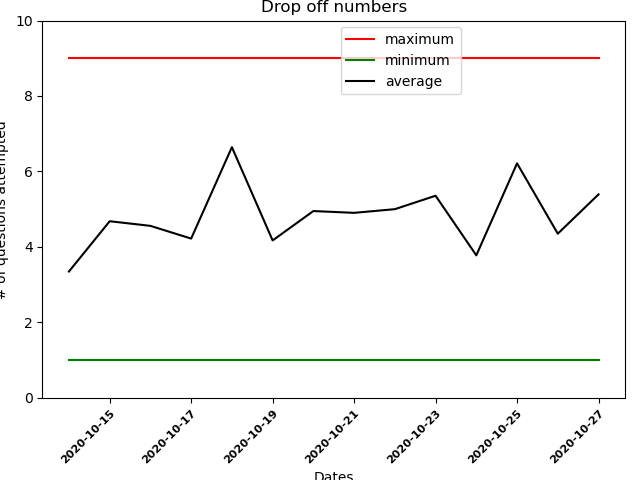 Drop off numbers
10
8
6
4
2
0
# of questions attempted
maximum
minimum
average
2020-10-15
2020-10-17
2020-10-19
2020-10-21
2020-10-23
2020-10-25
2020-10-27
Dates